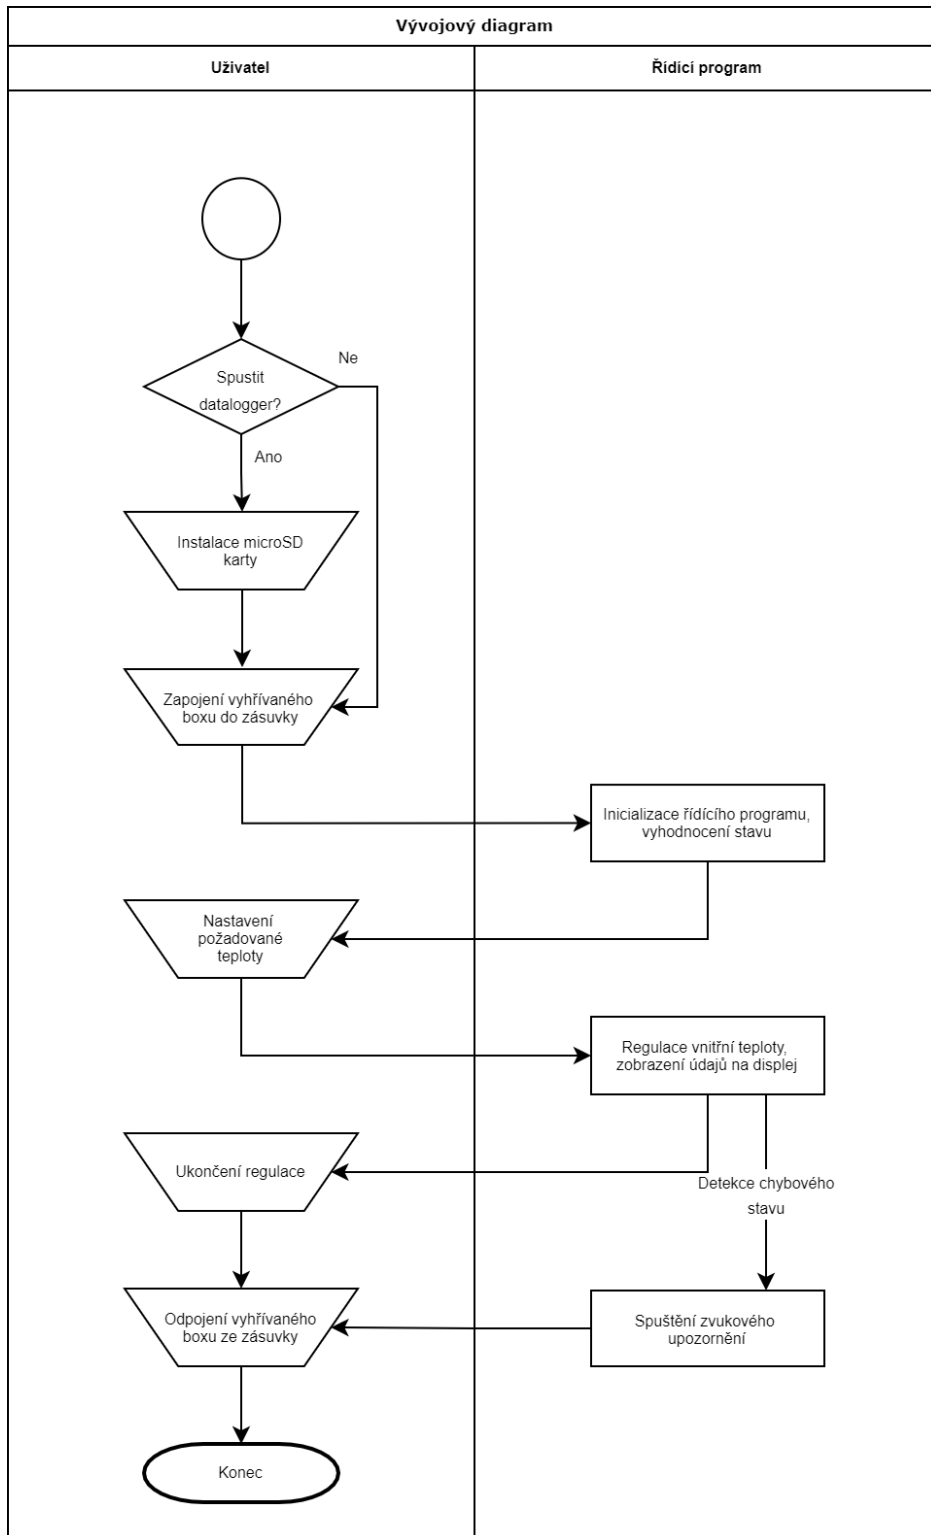 Vývojový diagram
Uživatel
Řídicí program
Ne
Spustit
datalogger?
Ano
Instalace microSD
karty
Zapojení vyhřívaného
boxu do zásuvky
Inicializace řídícího programu,
vyhodnocení stavu
Nastavení
požadované
teploty
Regulace vnitřní teploty,
zobrazení údajů na displej
Ukončení regulace
Detekce chybového
stavu
Odpojení vyhřívaného
boxu ze zásuvky
Spuštění zvukového
upozornění
Konec